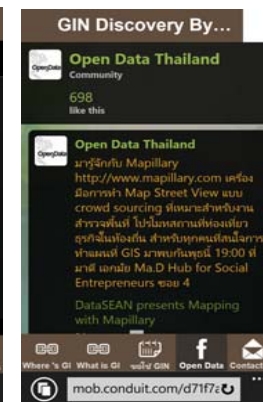 GIN Discovery By...
OpenData
Open Data Thailand
Community
698
like this
OpenData
Open Data Thailand
มารู้จักกับ Mapillary
http://www.mapillary.com เครื่อง
มือการทำ Map Street View แบบ
crowd sourcing ที่เหมาะสำหรับงาน
สำรวจพื้นที่ โปรโมทสถานที่ท่องเที่ยว
ธุรกิจในท้องถิ่น สำหรับทุกคนที่สนใจการ
ทำแผนที่ GIS มาพบกันพุธนี้ 19:00 ที่
มาดี เอกมัย Ma.D Hub for Social
Entrepreneurs ซอย 4
DataSEAN presents Mapping
with Mapillary
Where 's GI What is GI GIN Open Data Contact
mob.conduit.com/d71f7